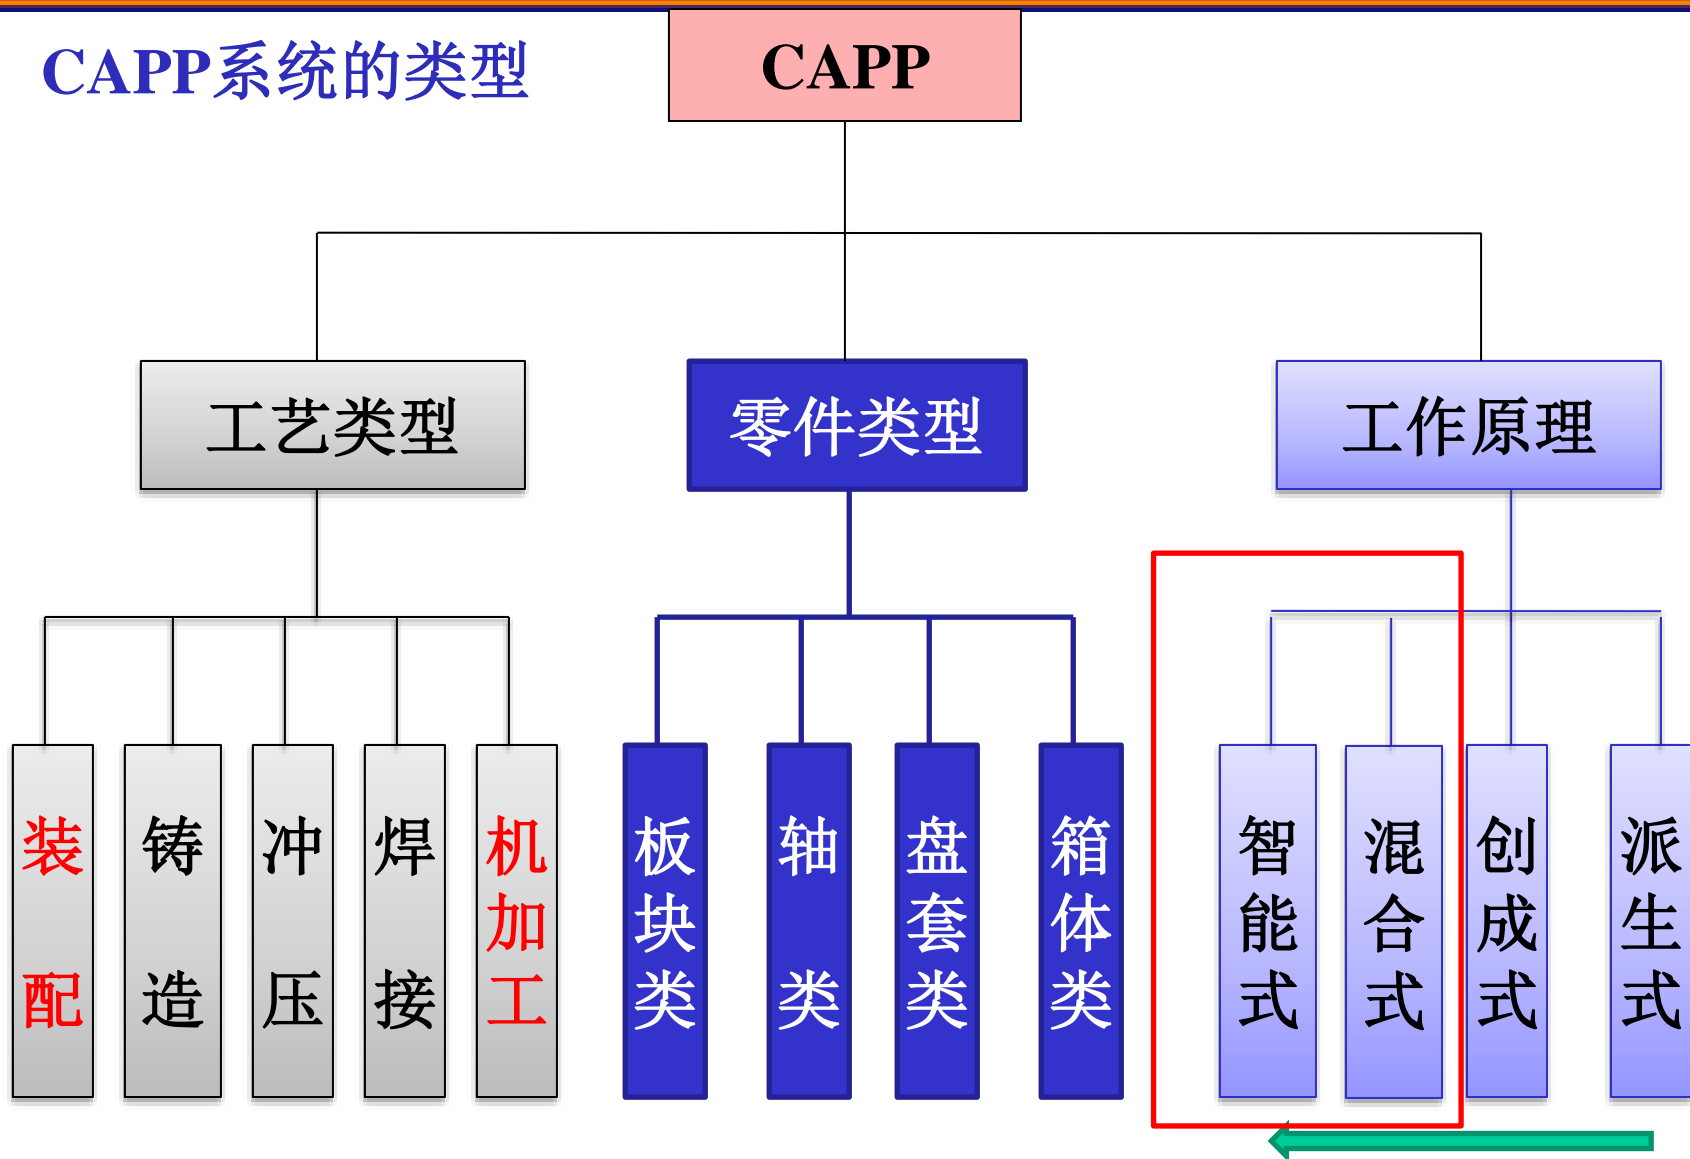 CAPP系统的类型
CAPP
工艺类型
零件类型
工作原理
装配
铸造
冲压
焊接
机加工
板块类
轴类
盘套类
箱体类
智能式
混合式
创成式
派生式